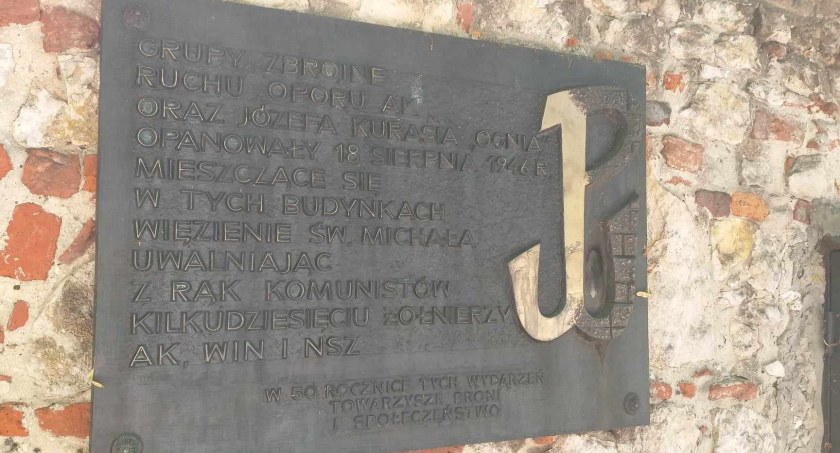 GRUPY ZBROJNE
RUCHU OPORU AK
ORAZ JÓZEFA KURASIA „OGNIA”
OPANOWAŁY 18 SIERPNIA 1946 R.
MIESZCZĄCE SIĘ
W TYCH BUDYNKACH
WIĘZIENIE ŚW. MICHAŁA
UWALNIAJĄC
Z RĄK KOMUNISTÓW
KILKUDZIESIĘCIU ŻOŁNIERZY
AK, WIN I NSZ
W 50 ROCZNICĘ TYCH WYDARZEŃ
TOWARZYSZE BRONI
I SPOŁECZEŃSTWO